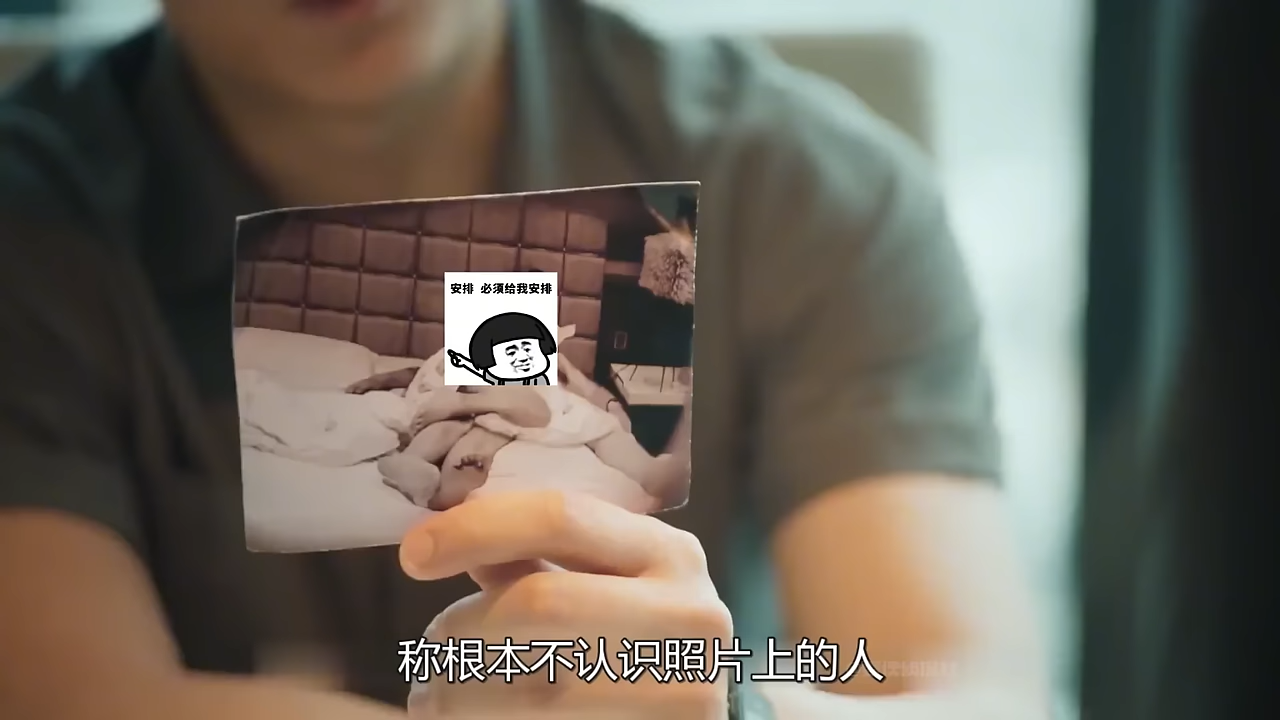 安排 必须给我安排
称根本不认识照片上的人